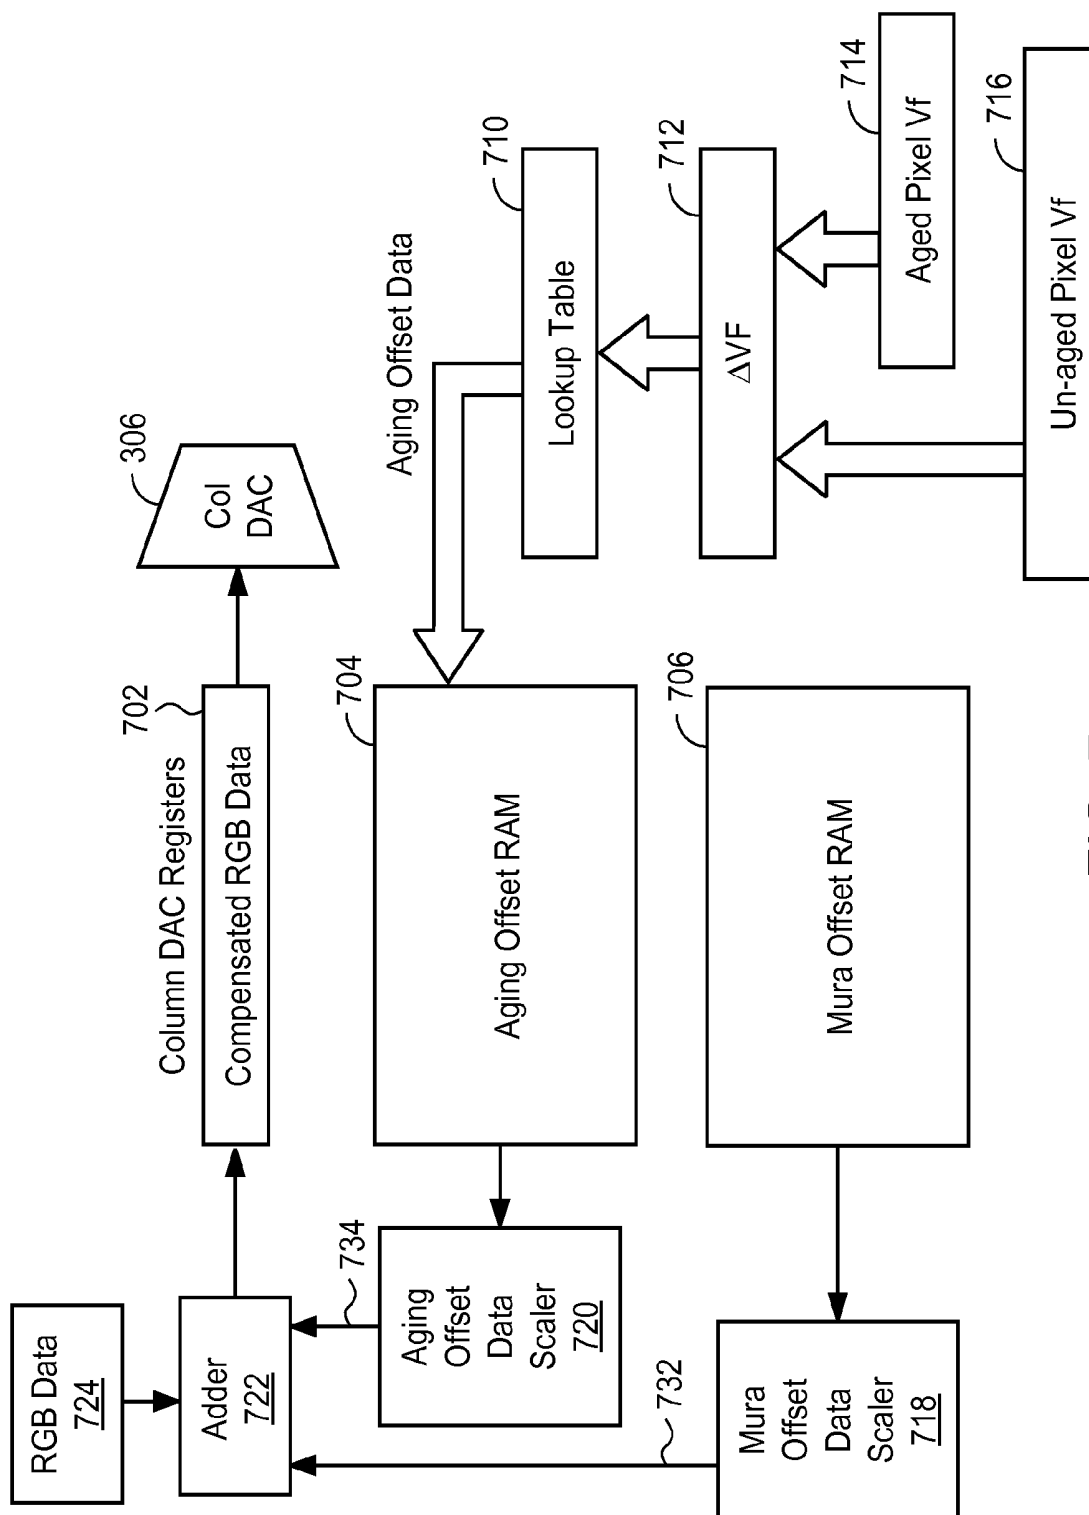 RGB Data
724
Adder
722
Column DAC Registers
702
Compensated RGB Data
306
Col
DAC
734
Aging
Offset
Data
Scaler
720
704
Aging Offset RAM
Aging Offset Data
710
Lookup Table
732
Mura
Offset
Data
Scaler
718
706
Mura Offset RAM
712
ΔVF
714
Aged Pixel Vf
716
Un-aged Pixel Vf